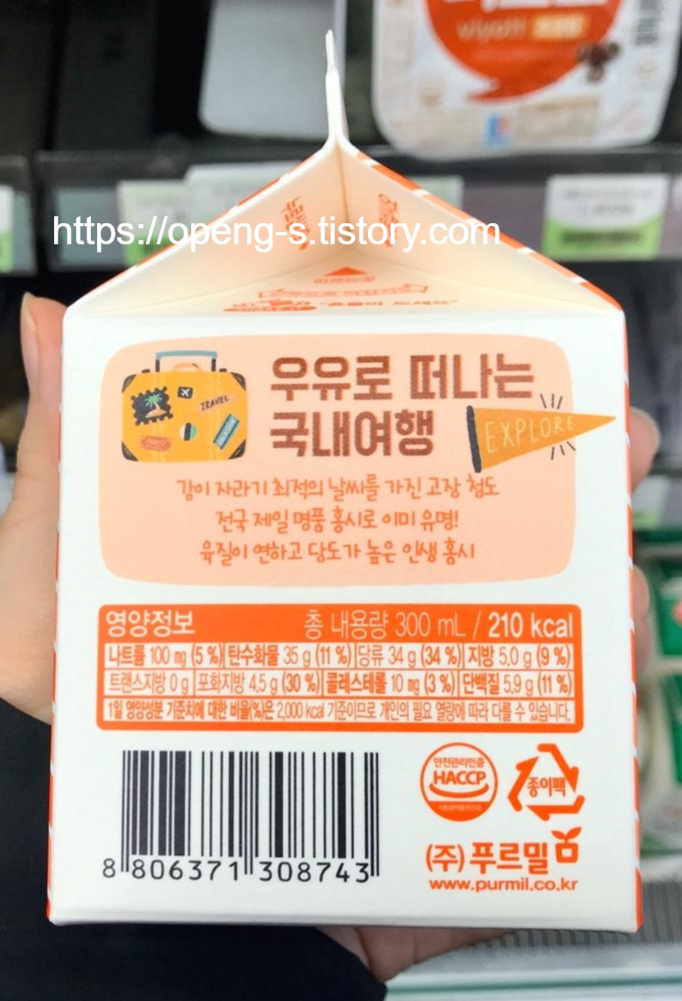 viyott
https://openg-s.tistory.com
우유로 떠나는
국내여행
TRAVEL
EXPLORE
감이 자라기 최적의 날씨를 가진 고장 청도
전국 제일 명품 홍시로 이미 유명!
육질이 연하고 당도가 높은 인생 홍시
영양정보 총 내용량 300 mL / 210 kcal
나트륨 100 mg (5 %) 탄수화물 35 g (11 %) 당류 34 g (34 %) 지방 5.0 g (9 %)
트랜스지방 0 g 포화지방 4.5 g (30 %) 콜레스테롤 10 mg (3 %) 단백질 5.9 g (11 %)
1일 영양성분 기준치에 대한 비율(%)은 2,000 kcal 기준이므로 개인의 필요 열량에 따라 다를 수 있습니다.
안전관리인증
HACCP
종이팩
8 806371 308743
(주) 푸르밀
www.purmil.co.kr